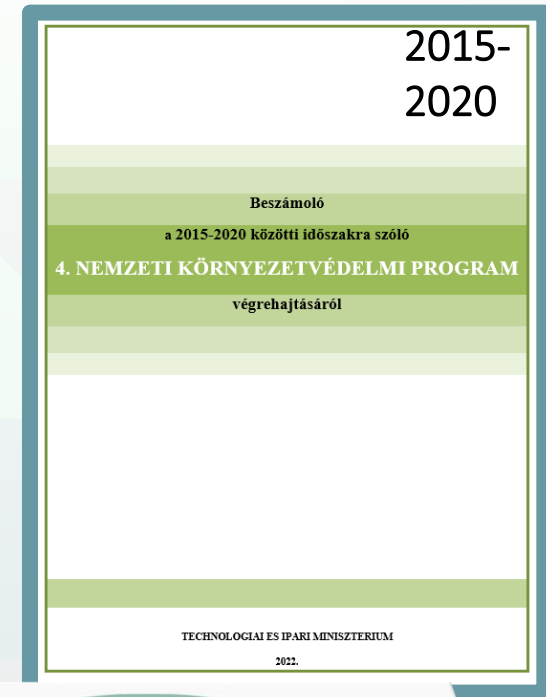 2015-
2020
Beszámoló
a 2015-2020 közötti időszakra szóló
4. NEMZETI KÖRNYEZETVÉDELMI PROGRAM
végrehajtásáról
TECHNOLOGIAI ES IPARI MINISZTERIUM
2022.